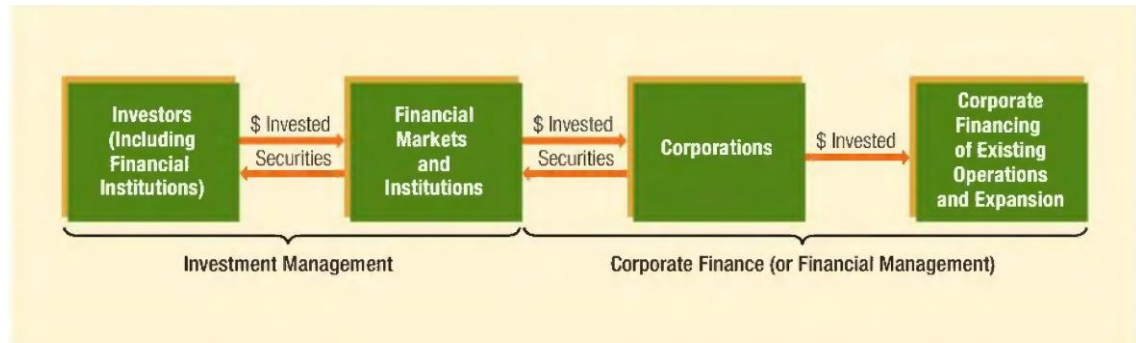 Investors
(Including
Financial
Institutions)
$ Invested
Securities
Financial
Markets
and
Institutions
$ Invested
Securities
Corporations
$ Invested
Corporate
Financing
of Existing
Operations
and Expansion
Investment Management
Corporate Finance (or Financial Management)